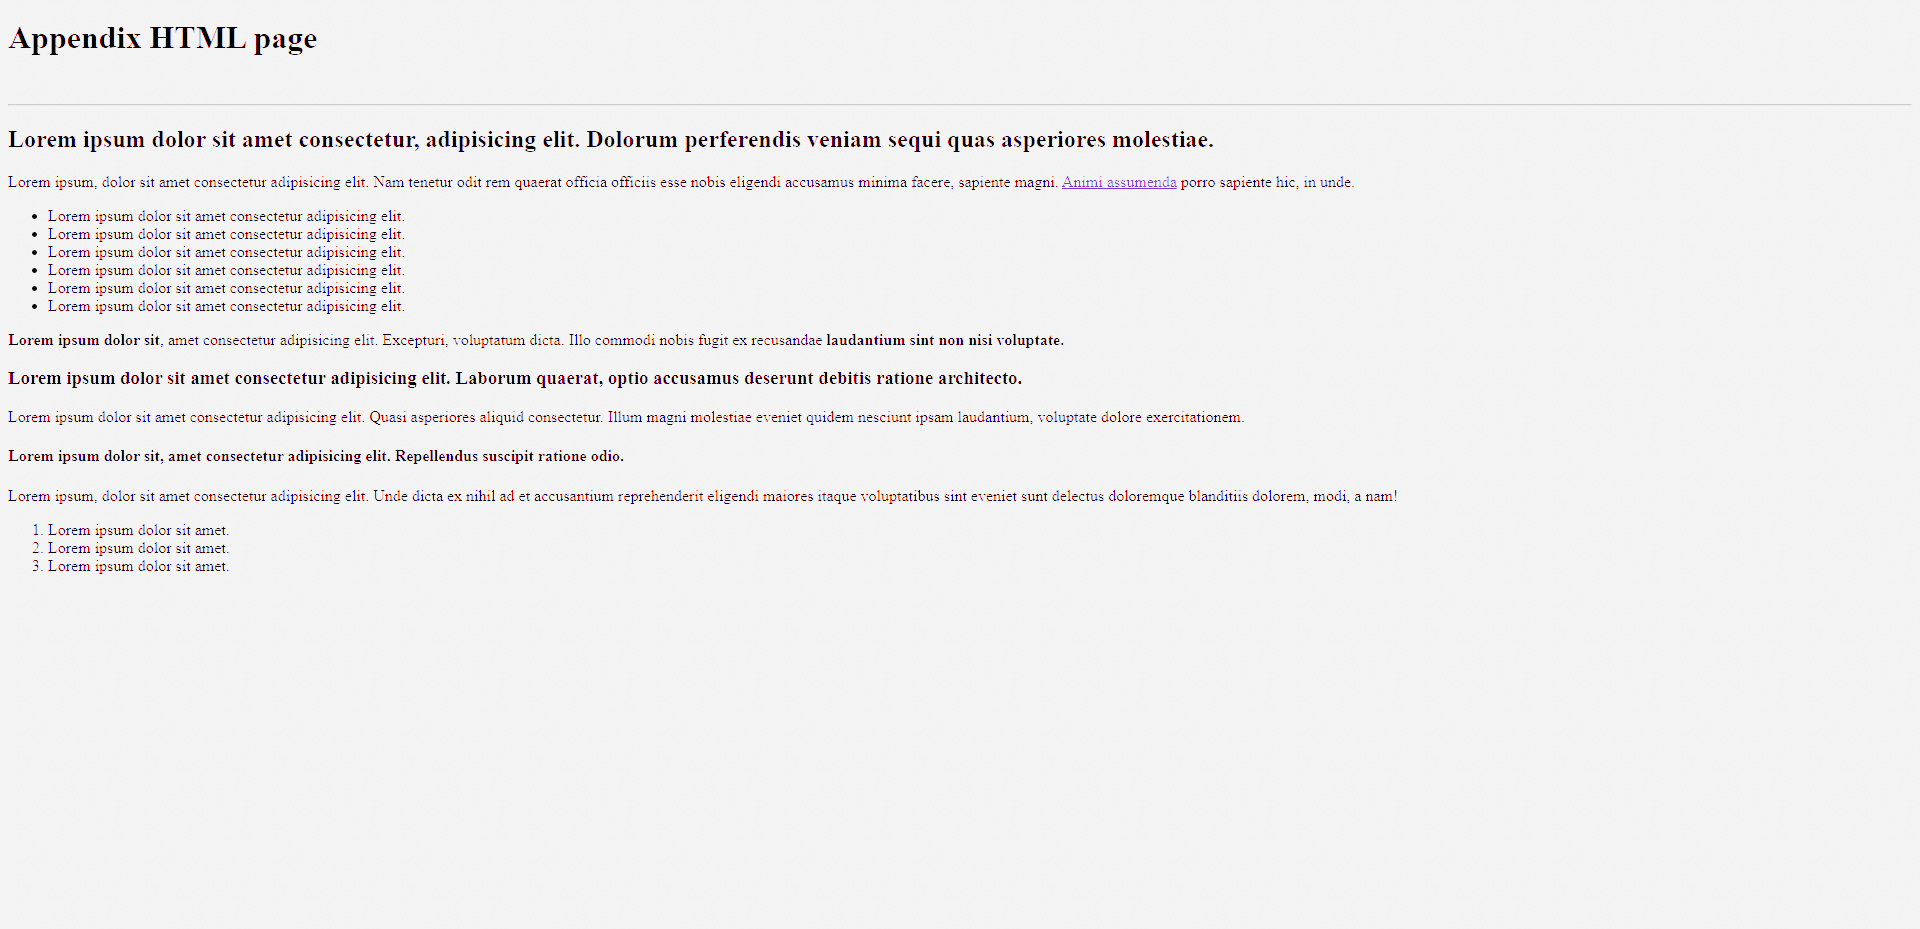 Appendix HTML page
Lorem ipsum dolor sit amet consectetur, adipisicing elit. Dolorum perferendis veniam sequi quas asperiores molestiae.
Lorem ipsum, dolor sit amet consectetur adipisicing elit. Nam tenetur odit rem quaerat officia officiis esse nobis eligendi accusamus minima facere, sapiente magni. Animi assumenda porro sapiente hic, in unde.
• Lorem ipsum dolor sit amet consectetur adipisicing elit.
• Lorem ipsum dolor sit amet consectetur adipisicing elit.
• Lorem ipsum dolor sit amet consectetur adipisicing elit.
• Lorem ipsum dolor sit amet consectetur adipisicing elit.
• Lorem ipsum dolor sit amet consectetur adipisicing elit.
• Lorem ipsum dolor sit amet consectetur adipisicing elit.
Lorem ipsum dolor sit, amet consectetur adipisicing elit. Excepturi, voluptatum dicta. Illo commodi nobis fugit ex recusandae laudantium sint non nisi voluptate.
Lorem ipsum dolor sit amet consectetur adipisicing elit. Laborum quaerat, optio accusamus deserunt debitis ratione architecto.
Lorem ipsum dolor sit amet consectetur adipisicing elit. Quasi asperiores aliquid consectetur. Illum magni molestiae eveniet quidem nesciunt ipsam laudantium, voluptate dolore exercitationem.
Lorem ipsum dolor sit, amet consectetur adipisicing elit. Repellendus suscipit ratione odio.
Lorem ipsum, dolor sit amet consectetur adipisicing elit. Unde dicta ex nihil ad et accusantium reprehenderit eligendi maiores itaque voluptatibus sint eveniet sunt delectus doloremque blanditiis dolorem, modi, a nam!
1. Lorem ipsum dolor sit amet.
2. Lorem ipsum dolor sit amet.
3. Lorem ipsum dolor sit amet.